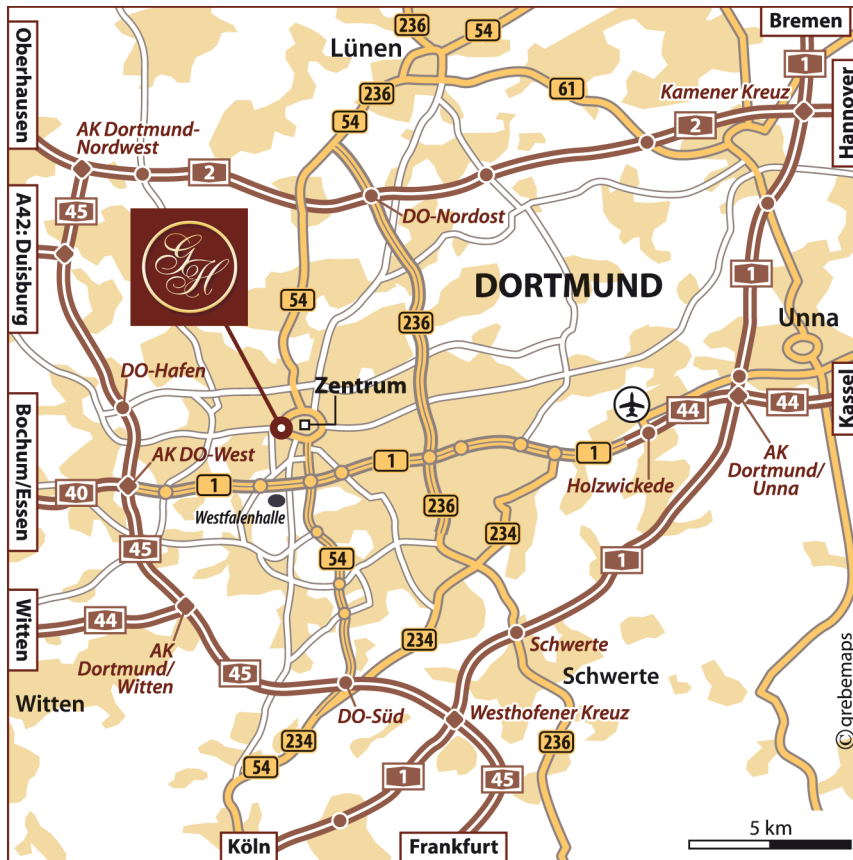 Bremen
236
54
Lünen
Oberhausen
1
Kamener Kreuz
236
61
Hannover
54
2
AK Dortmund-
Nordwest
2
45
A42: Duisburg
GH
DO-Nordost
DORTMUND
1
54
236
Unna
DO-Hafen
Zentrum
Kassel
44
44
Bochum/Essen
AK DO-West
1
1
AK
Dortmund/
Unna
Holzwickede
40
1
Westfalenhalle
236
234
45
54
1
Witten
44
AK
Dortmund/
Witten
234
Schwerte
45
Schwerte
Witten
DO-Süd
Westhofener Kreuz
234
236
54
1
45
© grebemaps
5 km
Köln
Frankfurt